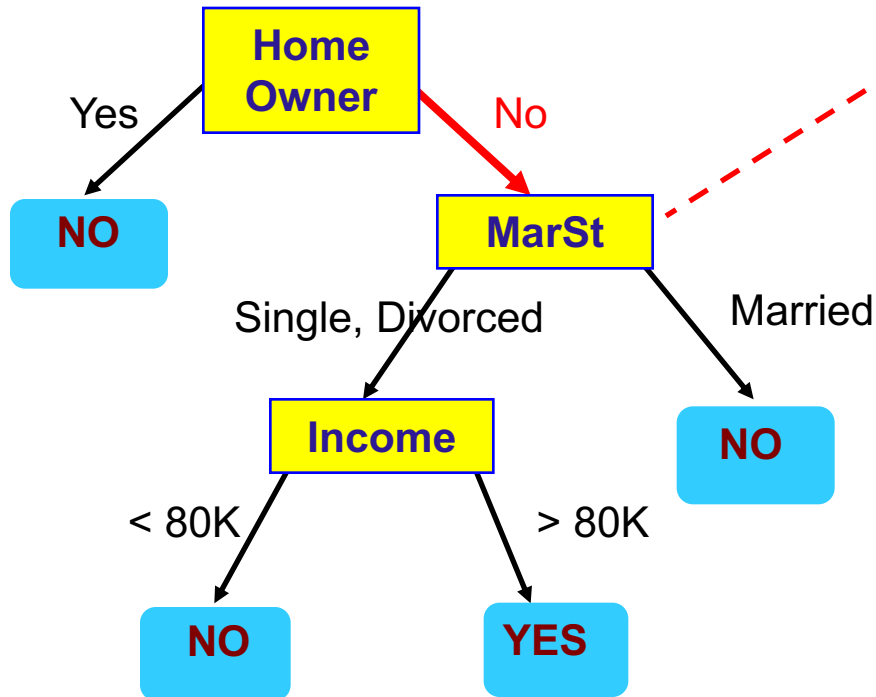 Home
Owner
Yes
No
NO
MarSt
Single, Divorced
Married
Income
NO
< 80K
> 80K
NO
YES